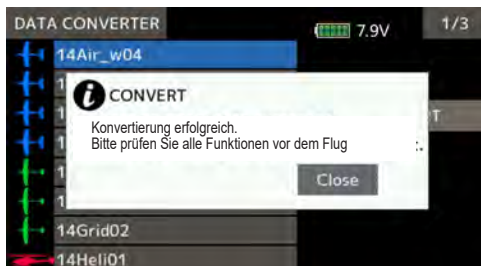 DATA CONVERTER
7.9V
1/3
14Air_w04
CONVERT
Konvertierung erfolgreich.
Bitte prüfen Sie alle Funktionen vor dem Flug
Close
14Grid02
14Heli01